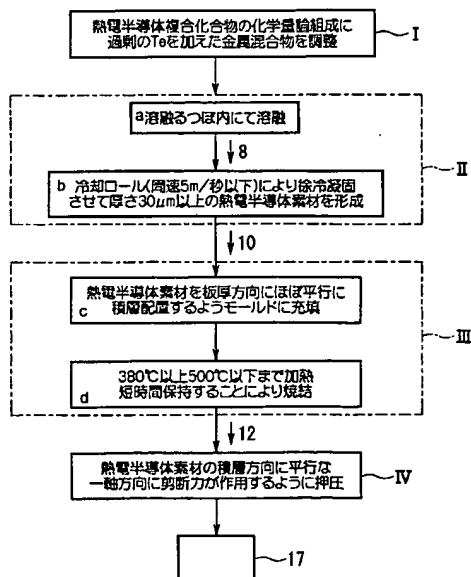 熱電半導体複合化合物の化学量論組成に
過剰のTeを加えた金属混合物を調整
I
a溶融るつぼ内にて溶融
8
II
b 冷却ロール(周速5m/秒以下)により徐冷凝固
させて厚さ30μm以上の熱電半導体素材を形成
10
熱電半導体素材を板厚方向にほぼ平行に
c 積層配置するようモールドに充填
III
380℃以上500℃以下まで加熱
d 短時間保持することにより焼結
12
熱電半導体素材の積層方向に平行な
一軸方向に剪断力が作用するように押圧
IV
17